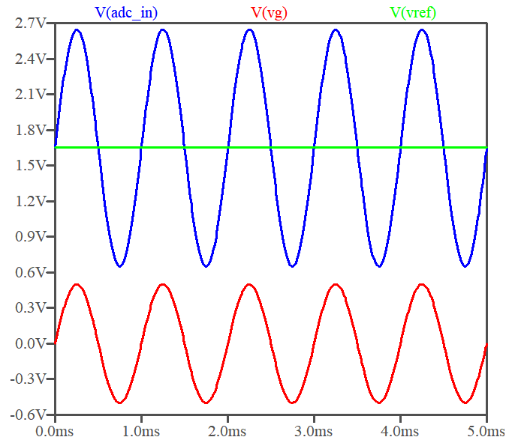 V(adc_in) V(vg) V(vref)
2.7V
2.4V
2.1V
1.8V
1.5V
1.2V
0.9V
0.6V
0.3V
0.0V
-0.3V
-0.6V
0.0ms 1.0ms 2.0ms 3.0ms 4.0ms 5.0ms